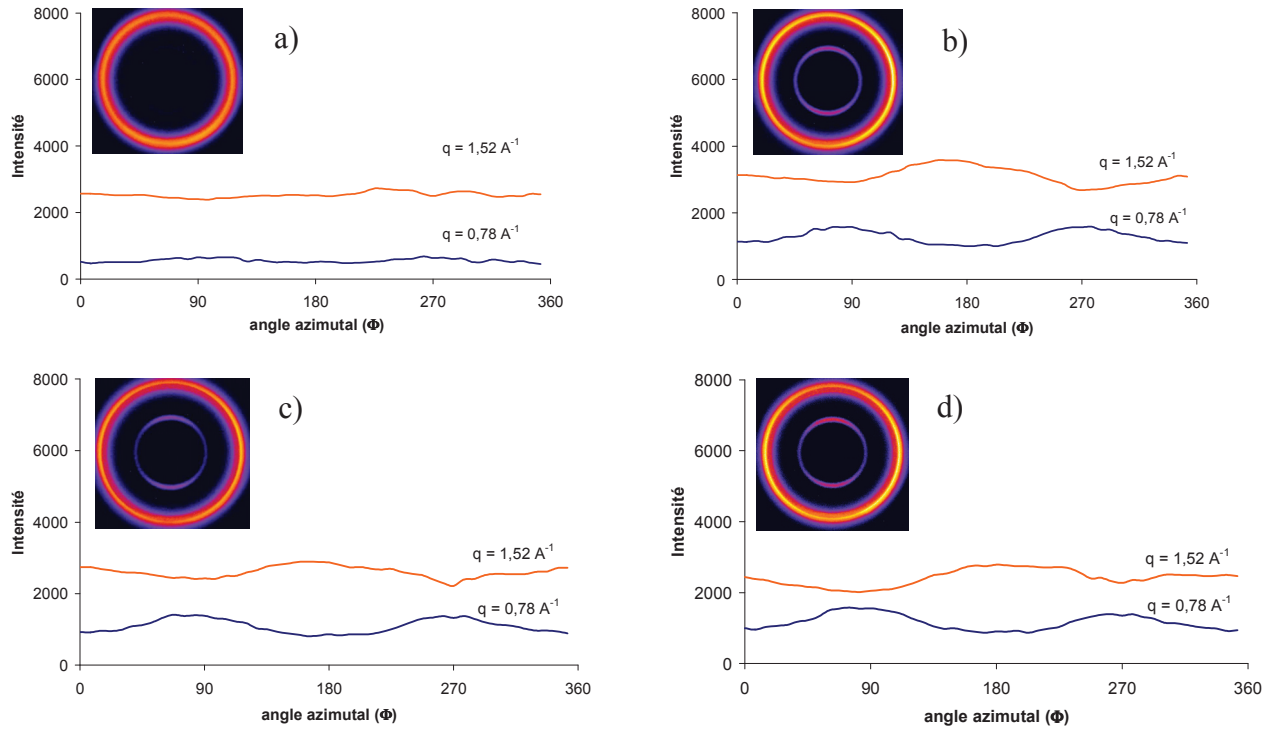 a)
8000
6000
4000
2000
0
Intensité
q = 1,52 A-1
q = 0,78 A-1
0 90 180 270 360
angle azimutal (Φ)
b)
8000
6000
4000
2000
0
Intensité
q = 1,52 A-1
q = 0,78 A-1
0 90 180 270 360
angle azimutal (Φ)
c)
8000
6000
4000
2000
0
Intensité
q = 1,52 A-1
q = 0,78 A-1
0 90 180 270 360
angle azimutal (Φ)
d)
8000
6000
4000
2000
0
Intensité
q = 1,52 A-1
q = 0,78 A-1
0 90 180 270 360
angle azimutal (Φ)